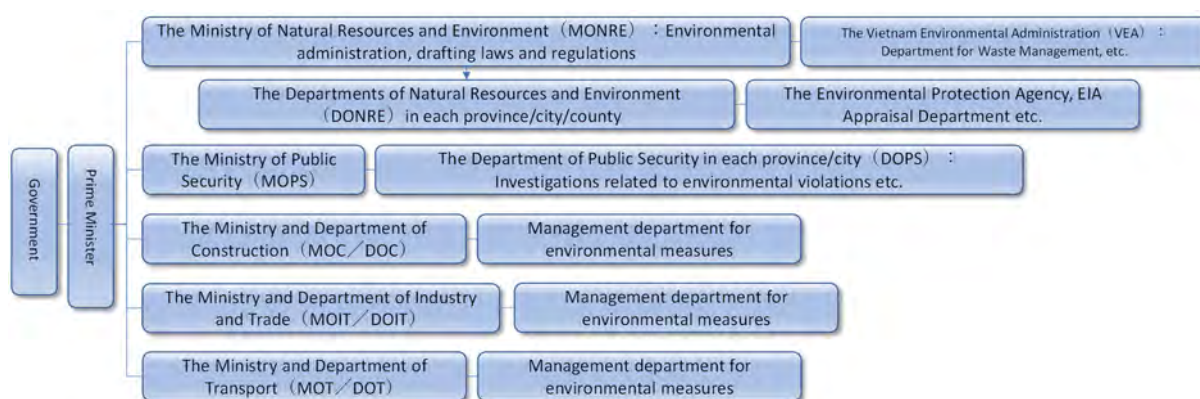 The Ministry of Natural Resources and Environment（MONRE）：Environmental
administration, drafting laws and regulations
The Vietnam Environmental Administration（VEA）：
Department for Waste Management, etc.
The Departments of Natural Resources and Environment
（DONRE）in each province/city/county
The Environmental Protection Agency, EIA
Appraisal Department etc.
Government
Prime Minister
The Ministry of Public
Security（MOPS）
The Department of Public Security in each province/city（DOPS）：
Investigations related to environmental violations etc.
The Ministry and Department of
Construction（MOC／DOC）
Management department for
environmental measures
The Ministry and Department of Industry
and Trade（MOIT／DOIT）
Management department for
environmental measures
The Ministry and Department of
Transport（MOT／DOT）
Management department for
environmental measures